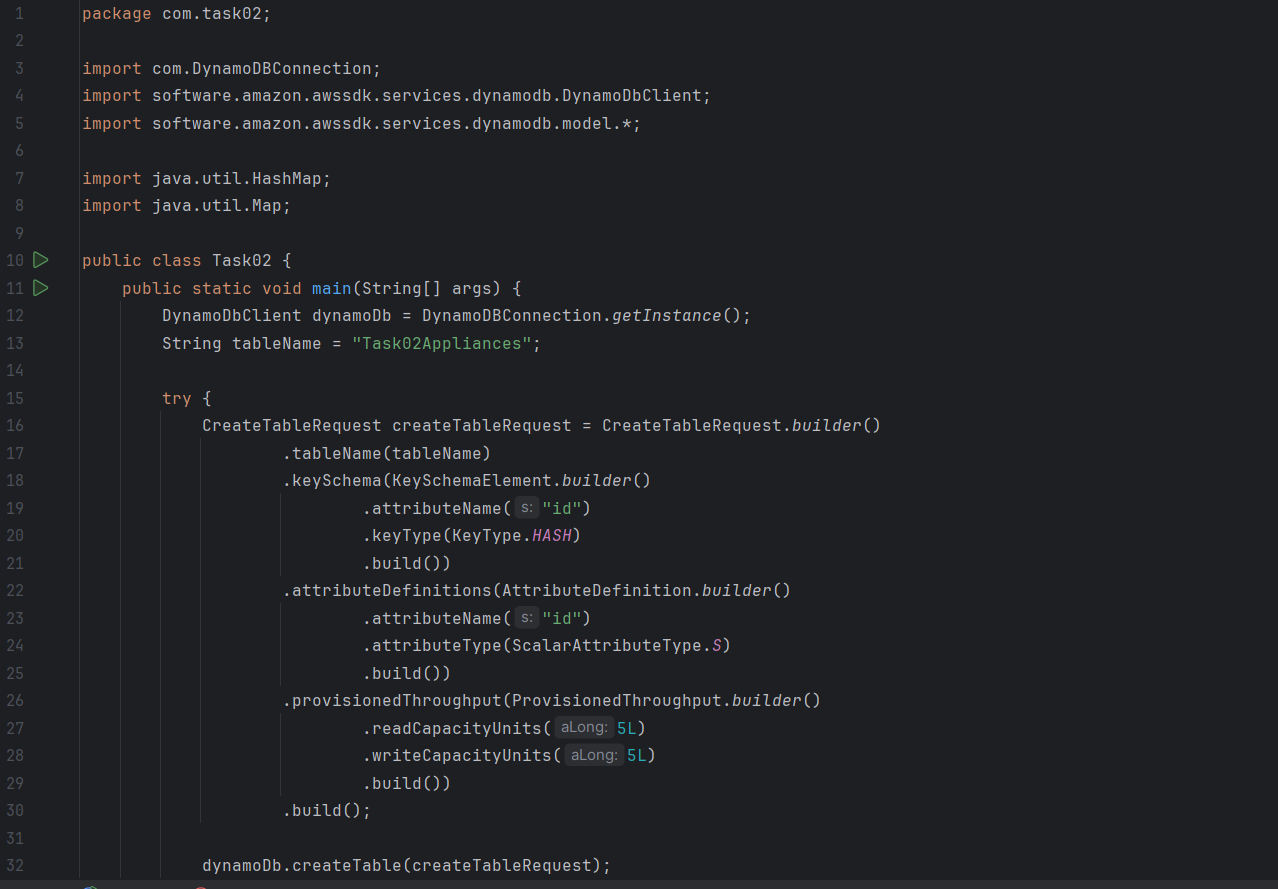 1 package com.task02;
2
3 import com.DynamoDBConnection;
4 import software.amazon.awssdk.services.dynamodb.DynamoDbClient;
5 import software.amazon.awssdk.services.dynamodb.model.*;
6
7 import java.util.HashMap;
8 import java.util.Map;
9
10 public class Task02 {
11     public static void main(String[] args) {
12         DynamoDbClient dynamoDb = DynamoDBConnection.getInstance();
13         String tableName = "Task02Appliances";
14
15         try {
16             CreateTableRequest createTableRequest = CreateTableRequest.builder()
17                     .tableName(tableName)
18                     .keySchema(KeySchemaElement.builder()
19                             .attributeName( s: "id")
20                             .keyType(KeyType.HASH)
21                             .build())
22                     .attributeDefinitions(AttributeDefinition.builder()
23                             .attributeName( s: "id")
24                             .attributeType(ScalarAttributeType.S)
25                             .build())
26                     .provisionedThroughput(ProvisionedThroughput.builder()
27                             .readCapacityUnits( aLong: 5L)
28                             .writeCapacityUnits( aLong: 5L)
29                             .build())
30                     .build();
31
32             dynamoDb.createTable(createTableRequest);